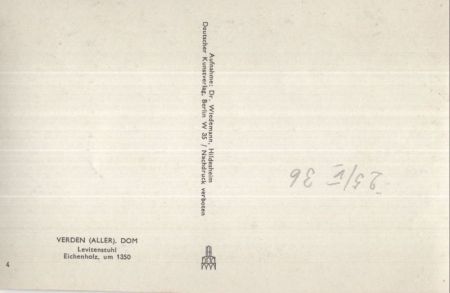 Aufnahme: Dr. Wiedemann, Hildesheim
Deutscher Kunstverlag, Berlin W 35 / Nachdruck verboten
25/V 36
VERDEN (ALLER), DOM
Levitenstuhl
Eichenholz, um 1350
4